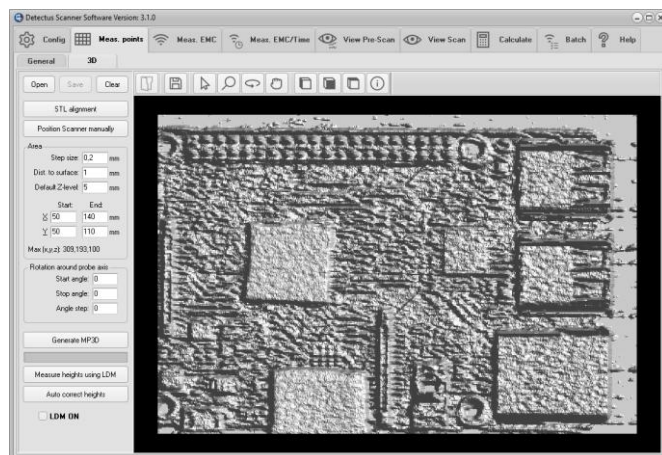 Detectus Scanner Software Version: 3.1.0
Config Meas. points Meas. EMC Meas. EMC/Time View Pre-Scan View Scan Calculate Batch Help
General 3D
Open Save Clear
STL alignment
Position Scanner manually
Area
Step size: 0,2 mm
Dist. to surface: 1 mm
Default Z-level: 5 mm
Start: End:
X 50 140 mm
Y 50 110 mm
Max (x,y,z): 309,193,100
Rotation around probe axis
Start angle: 0
Stop angle: 0
Angle step: 0
Generate MP3D
Measure heights using LDM
Auto correct heights
LDM ON